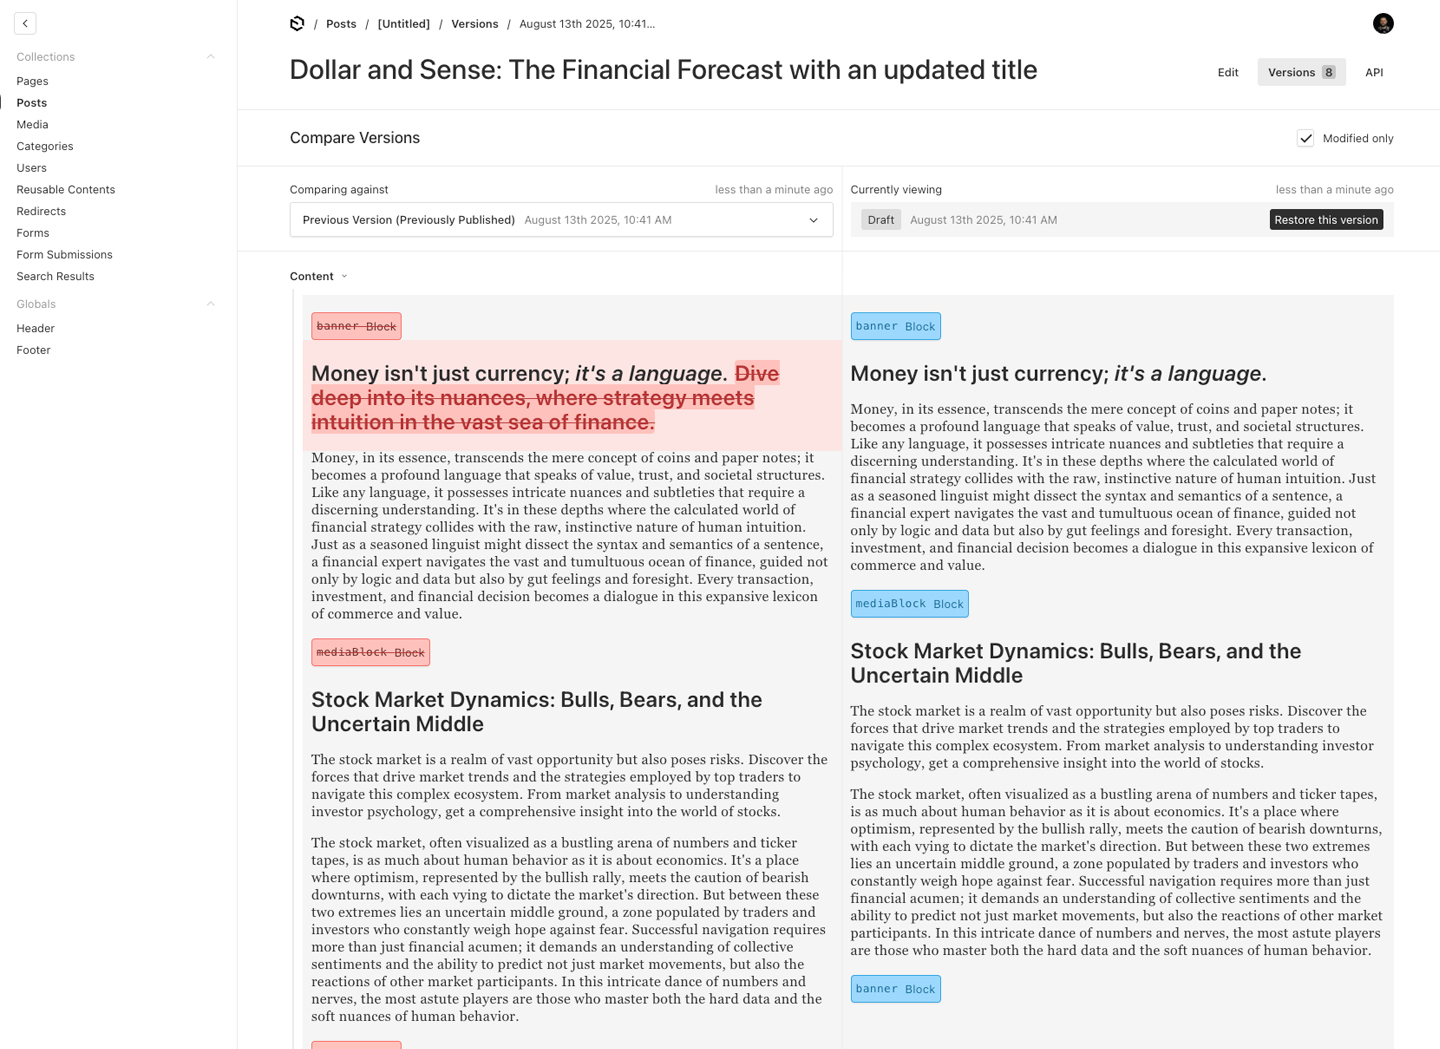 Collections
Pages
Posts
Media
Categories
Users
Reusable Contents
Redirects
Forms
Form Submissions
Search Results
Globals
Header
Footer
/ Posts / [Untitled] / Versions / August 13th 2025, 10:41...
Dollar and Sense: The Financial Forecast with an updated title
Edit
Versions 8
API
Compare Versions
Modified only
Comparing against
less than a minute ago
Previous Version (Previously Published) August 13th 2025, 10:41 AM
Currently viewing
less than a minute ago
Draft August 13th 2025, 10:41 AM
Restore this version
Content
banner Block
Money isn't just currency; it's a language. Dive
deep into its nuances, where strategy meets
intuition in the vast sea of finance.
Money, in its essence, transcends the mere concept of coins and paper notes; it
becomes a profound language that speaks of value, trust, and societal structures.
Like any language, it possesses intricate nuances and subtleties that require a
discerning understanding. It's in these depths where the calculated world of
financial strategy collides with the raw, instinctive nature of human intuition.
Just as a seasoned linguist might dissect the syntax and semantics of a sentence,
a financial expert navigates the vast and tumultuous ocean of finance, guided not
only by logic and data but also by gut feelings and foresight. Every transaction,
investment, and financial decision becomes a dialogue in this expansive lexicon
of commerce and value.
mediaBlock Block
Stock Market Dynamics: Bulls, Bears, and the
Uncertain Middle
The stock market is a realm of vast opportunity but also poses risks. Discover the
forces that drive market trends and the strategies employed by top traders to
navigate this complex ecosystem. From market analysis to understanding
investor psychology, get a comprehensive insight into the world of stocks.
The stock market, often visualized as a bustling arena of numbers and ticker
tapes, is as much about human behavior as it is about economics. It's a place
where optimism, represented by the bullish rally, meets the caution of bearish
downturns, with each vying to dictate the market's direction. But between these
two extremes lies an uncertain middle ground, a zone populated by traders and
investors who constantly weigh hope against fear. Successful navigation requires
more than just financial acumen; it demands an understanding of collective
sentiments and the ability to predict not just market movements, but also the
reactions of other market participants. In this intricate dance of numbers and
nerves, the most astute players are those who master both the hard data and the
soft nuances of human behavior.
banner Block
Money isn't just currency; it's a language.
Money, in its essence, transcends the mere concept of coins and paper notes; it
becomes a profound language that speaks of value, trust, and societal structures.
Like any language, it possesses intricate nuances and subtleties that require a
discerning understanding. It's in these depths where the calculated world of
financial strategy collides with the raw, instinctive nature of human intuition. Just
as a seasoned linguist might dissect the syntax and semantics of a sentence, a
financial expert navigates the vast and tumultuous ocean of finance, guided not
only by logic and data but also by gut feelings and foresight. Every transaction,
investment, and financial decision becomes a dialogue in this expansive lexicon of
commerce and value.
mediaBlock Block
Stock Market Dynamics: Bulls, Bears, and the
Uncertain Middle
The stock market is a realm of vast opportunity but also poses risks. Discover the
forces that drive market trends and the strategies employed by top traders to
navigate this complex ecosystem. From market analysis to understanding investor
psychology, get a comprehensive insight into the world of stocks.
The stock market, often visualized as a bustling arena of numbers and ticker tapes,
is as much about human behavior as it is about economics. It's a place where
optimism, represented by the bullish rally, meets the caution of bearish downturns,
with each vying to dictate the market's direction. But between these two extremes
lies an uncertain middle ground, a zone populated by traders and investors who
constantly weigh hope against fear. Successful navigation requires more than just
financial acumen; it demands an understanding of collective sentiments and the
ability to predict not just market movements, but also the reactions of other market
participants. In this intricate dance of numbers and nerves, the most astute players
are those who master both the hard data and the soft nuances of human behavior.
banner Block